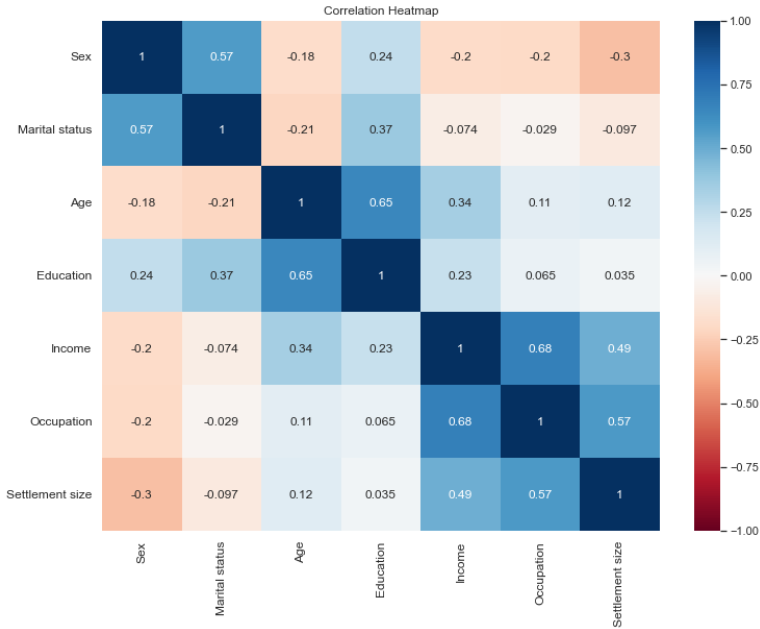 Correlation Heatmap
Sex 1 0.57 -0.18 0.24 -0.2 -0.2 -0.3
Marital status 0.57 1 -0.21 0.37 -0.074 -0.029 -0.097
Age -0.18 -0.21 1 0.65 0.34 0.11 0.12
Education 0.24 0.37 0.65 1 0.23 0.065 0.035
Income -0.2 -0.074 0.34 0.23 1 0.68 0.49
Occupation -0.2 -0.029 0.11 0.065 0.68 1 0.57
Settlement size -0.3 -0.097 0.12 0.035 0.49 0.57 1
Sex
Marital status
Age
Education
Income
Occupation
Settlement size
1.00
0.75
0.50
0.25
0.00
−0.25
−0.50
−0.75
−1.00